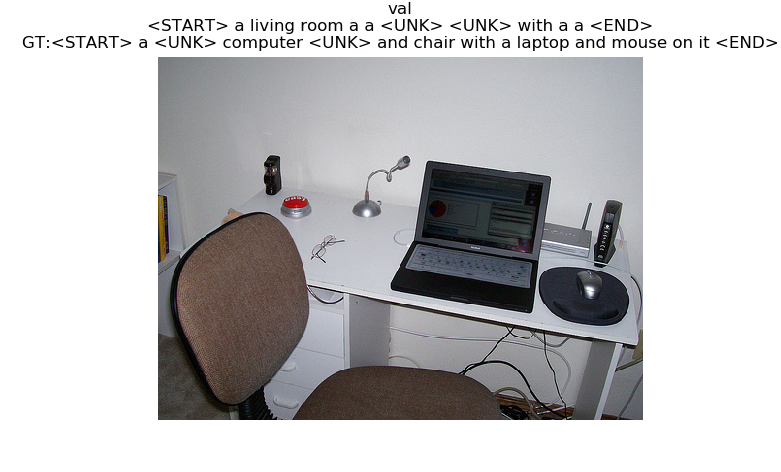 val
<START> a living room a a <UNK> <UNK> with a a <END>
GT:<START> a <UNK> computer <UNK> and chair with a laptop and mouse on it <END>